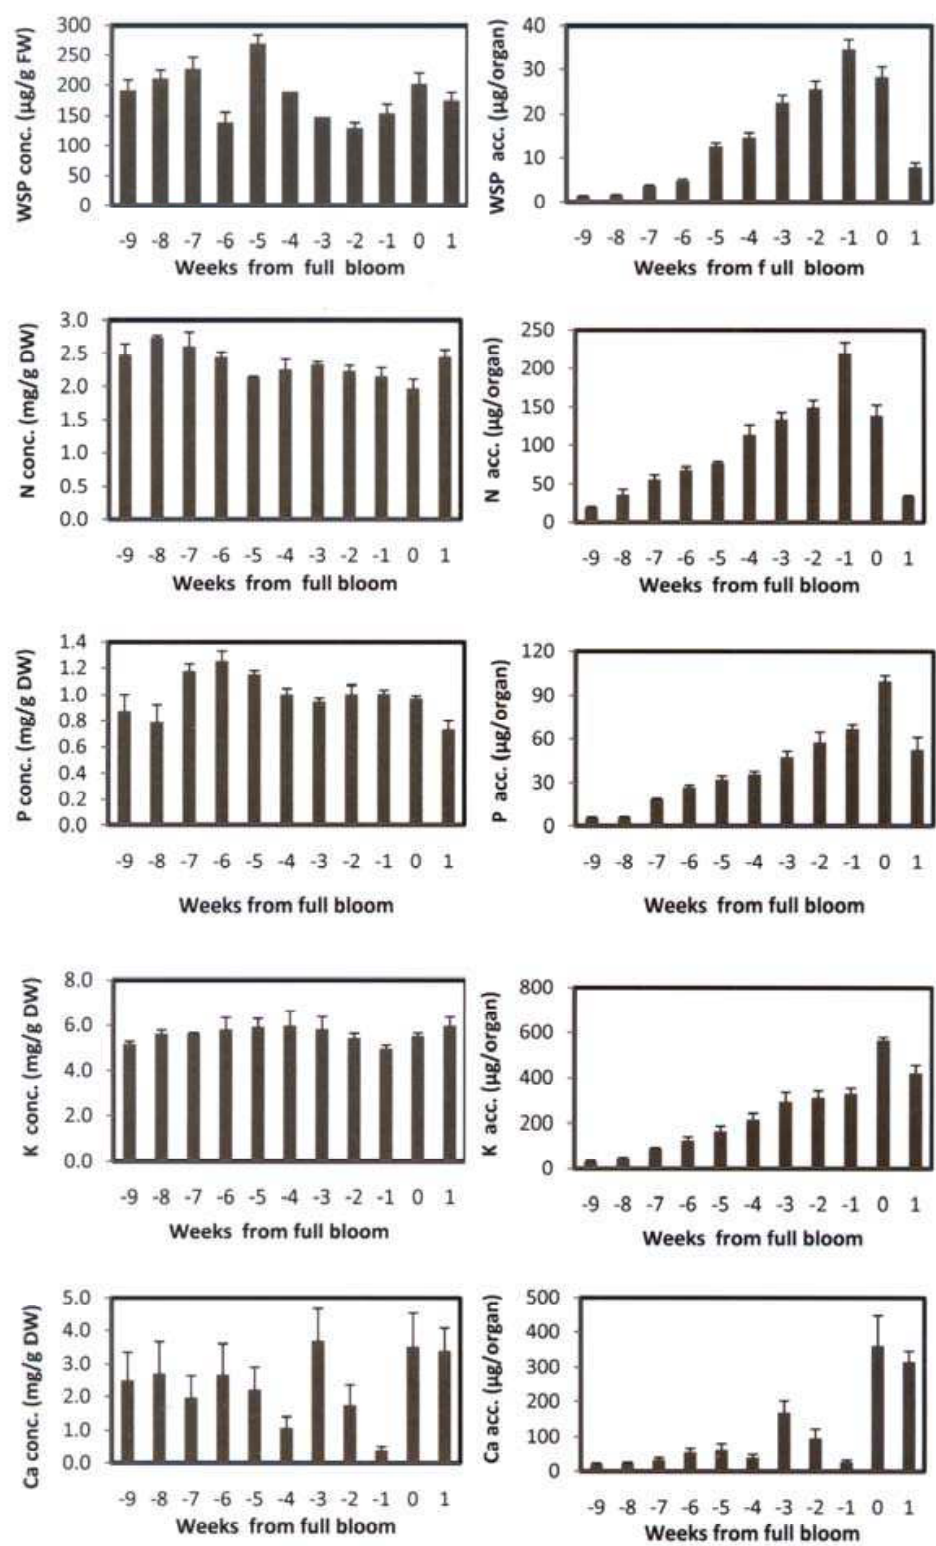 WSP conc. (µg/g FW)
300
250
200
150
100
50
0
-9 -8 -7 -6 -5 -4 -3 -2 -1 0 1
Weeks from full bloom
WSP acc. (µg/organ)
40
30
20
10
0
-9 -8 -7 -6 -5 -4 -3 -2 -1 0 1
Weeks from f ull bloom
N conc. (mg/g DW)
3.0
2.5
2.0
1.5
1.0
0.5
0.0
-9 -8 -7 -6 -5 -4 -3 -2 -1 0 1
Weeks from full bloom
N acc. (µg/organ)
250
200
150
100
50
0
-9 -8 -7 -6 -5 -4 -3 -2 -1 0 1
Weeks from full bloom
P conc. (mg/g DW)
1.4
1.2
1.0
0.8
0.6
0.4
0.2
0.0
-9 -8 -7 -6 -5 -4 -3 -2 -1 0 1
Weeks from full bloom
P acc. (µg/organ)
120
90
60
30
0
-9 -8 -7 -6 -5 -4 -3 -2 -1 0 1
Weeks from full bloom
K conc. (mg/g DW)
8.0
6.0
4.0
2.0
0.0
-9 -8 -7 -6 -5 -4 -3 -2 -1 0 1
Weeks from full bloom
K acc. (µg/organ)
800
600
400
200
0
-9 -8 -7 -6 -5 -4 -3 -2 -1 0 1
Weeks from full bloom
Ca conc. (mg/g DW)
5.0
4.0
3.0
2.0
1.0
0.0
-9 -8 -7 -6 -5 -4 -3 -2 -1 0 1
Weeks from full bloom
Ca acc. (µg/organ)
500
400
300
200
100
0
-9 -8 -7 -6 -5 -4 -3 -2 -1 0 1
Weeks from full bloom